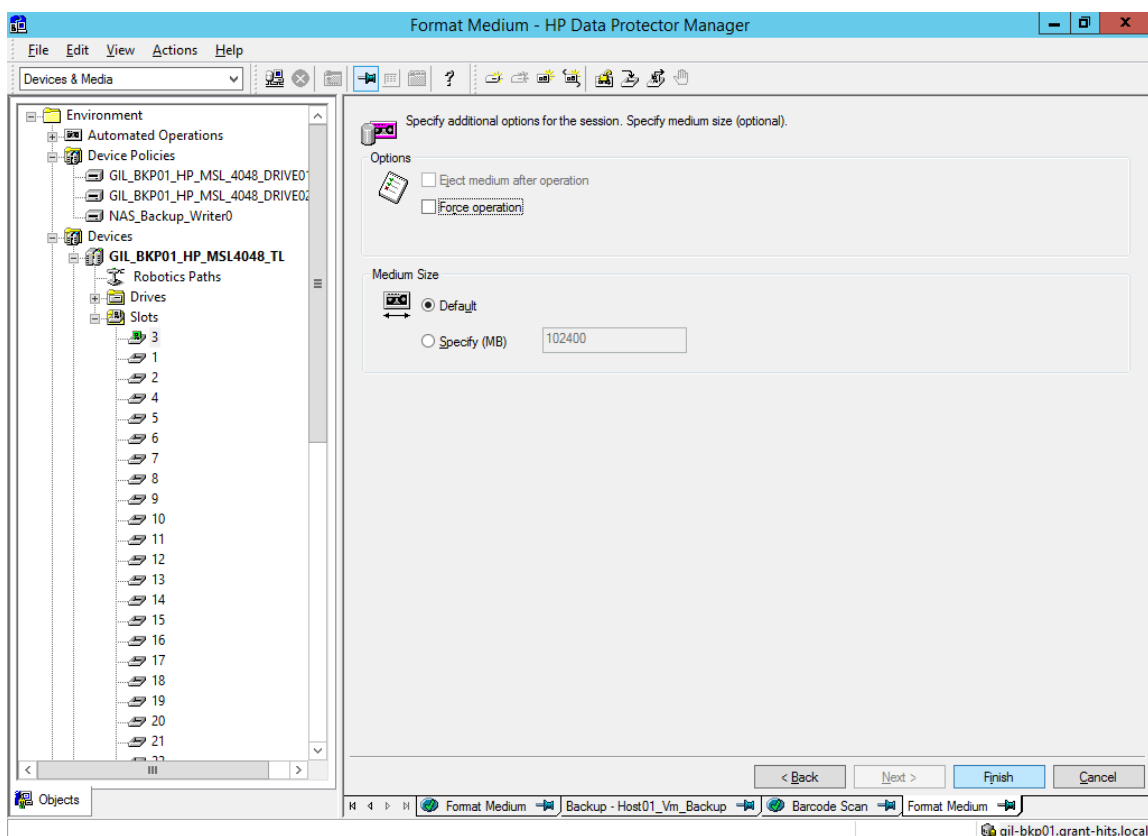 Format Medium - HP Data Protector Manager
File Edit View Actions Help
Devices & Media
Environment
Automated Operations
Device Policies
GIL_BKP01_HP_MSL_4048_DRIVE01
GIL_BKP01_HP_MSL_4048_DRIVE02
NAS_Backup_Writer0
Devices
GIL_BKP01_HP_MSL4048_TL
Robotics Paths
Drives
Slots
3
1
2
4
5
6
7
8
9
10
11
12
13
14
15
16
17
18
19
20
21
22
Objects
Specify additional options for the session. Specify medium size (optional).
Options
Eject medium after operation
Force operation
Medium Size
Default
Specify (MB) 102400
< Back Next > Finish Cancel
Format Medium Backup - Host01_Vm_Backup Barcode Scan Format Medium
gil-bkp01.grant-hits.local